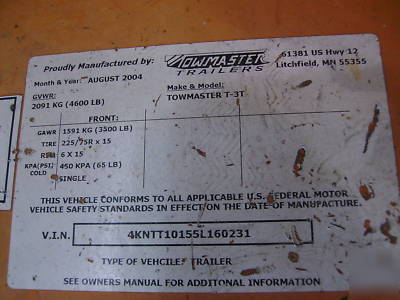 Proudly Manufactured by:
TOWMASTER
TRAILERS
61381 US Hwy 12
Litchfield, MN 55355
Month & Year: AUGUST 2004
GVWR:
2091 KG (4600 LB)
Make & Model:
TOWMASTER T-3T
FRONT:
GAWR 1591 KG (3500 LB)
TIRE 225/75R x 15
RIM 6 X 15
KPA(PSI) COLD 450 KPA (65 LB)
SINGLE
THIS VEHICLE CONFORMS TO ALL APPLICABLE U.S. FEDERAL MOTOR
VEHICLE SAFETY STANDARDS IN EFFECT ON THE DATE OF MANUFACTURE.
V.I.N. 4KNTT10155L160231
TYPE OF VEHCILE: TRAILER
SEE OWNERS MANUAL FOR ADDITIONAL INFORMATION